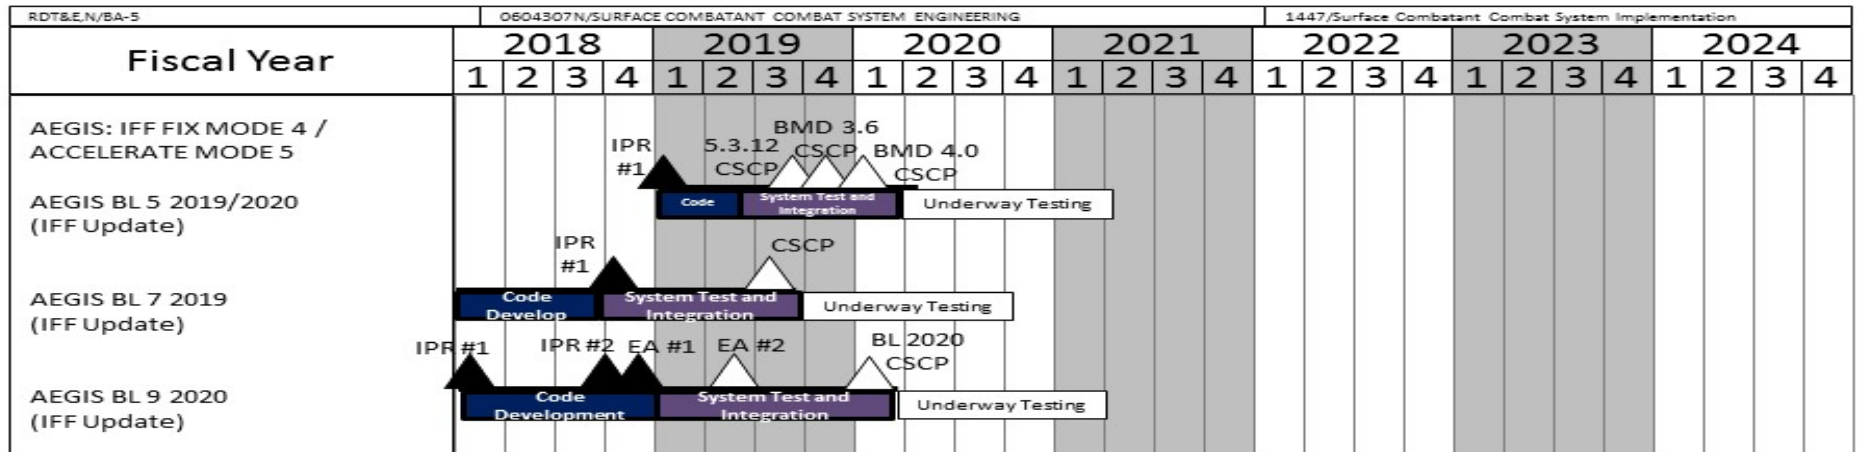 RDT&E,N/BA-5 0604307N/SURFACE COMBATANT COMBAT SYSTEM ENGINEERING 1447/Surface Combatant Combat System Implementation
Fiscal Year 2018 2019 2020 2021 2022 2023 2024
1 2 3 4 1 2 3 4 1 2 3 4 1 2 3 4 1 2 3 4 1 2 3 4 1 2 3 4
AEGIS: IFF FIX MODE 4 /
ACCELERATE MODE 5
IPR
#1
5.3.12
CSCP
BMD 3.6
CSCP
BMD 4.0
CSCP
AEGIS BL 5 2019/2020
(IFF Update)
Code
System Test and
Integration
Underway Testing
IPR
#1
CSCP
AEGIS BL 7 2019
(IFF Update)
Code
Develop
System Test and
Integration
Underway Testing
IPR #1 IPR #2 EA #1 EA #2
BL 2020
CSCP
AEGIS BL 9 2020
(IFF Update)
Code
Development
System Test and
Integration
Underway Testing